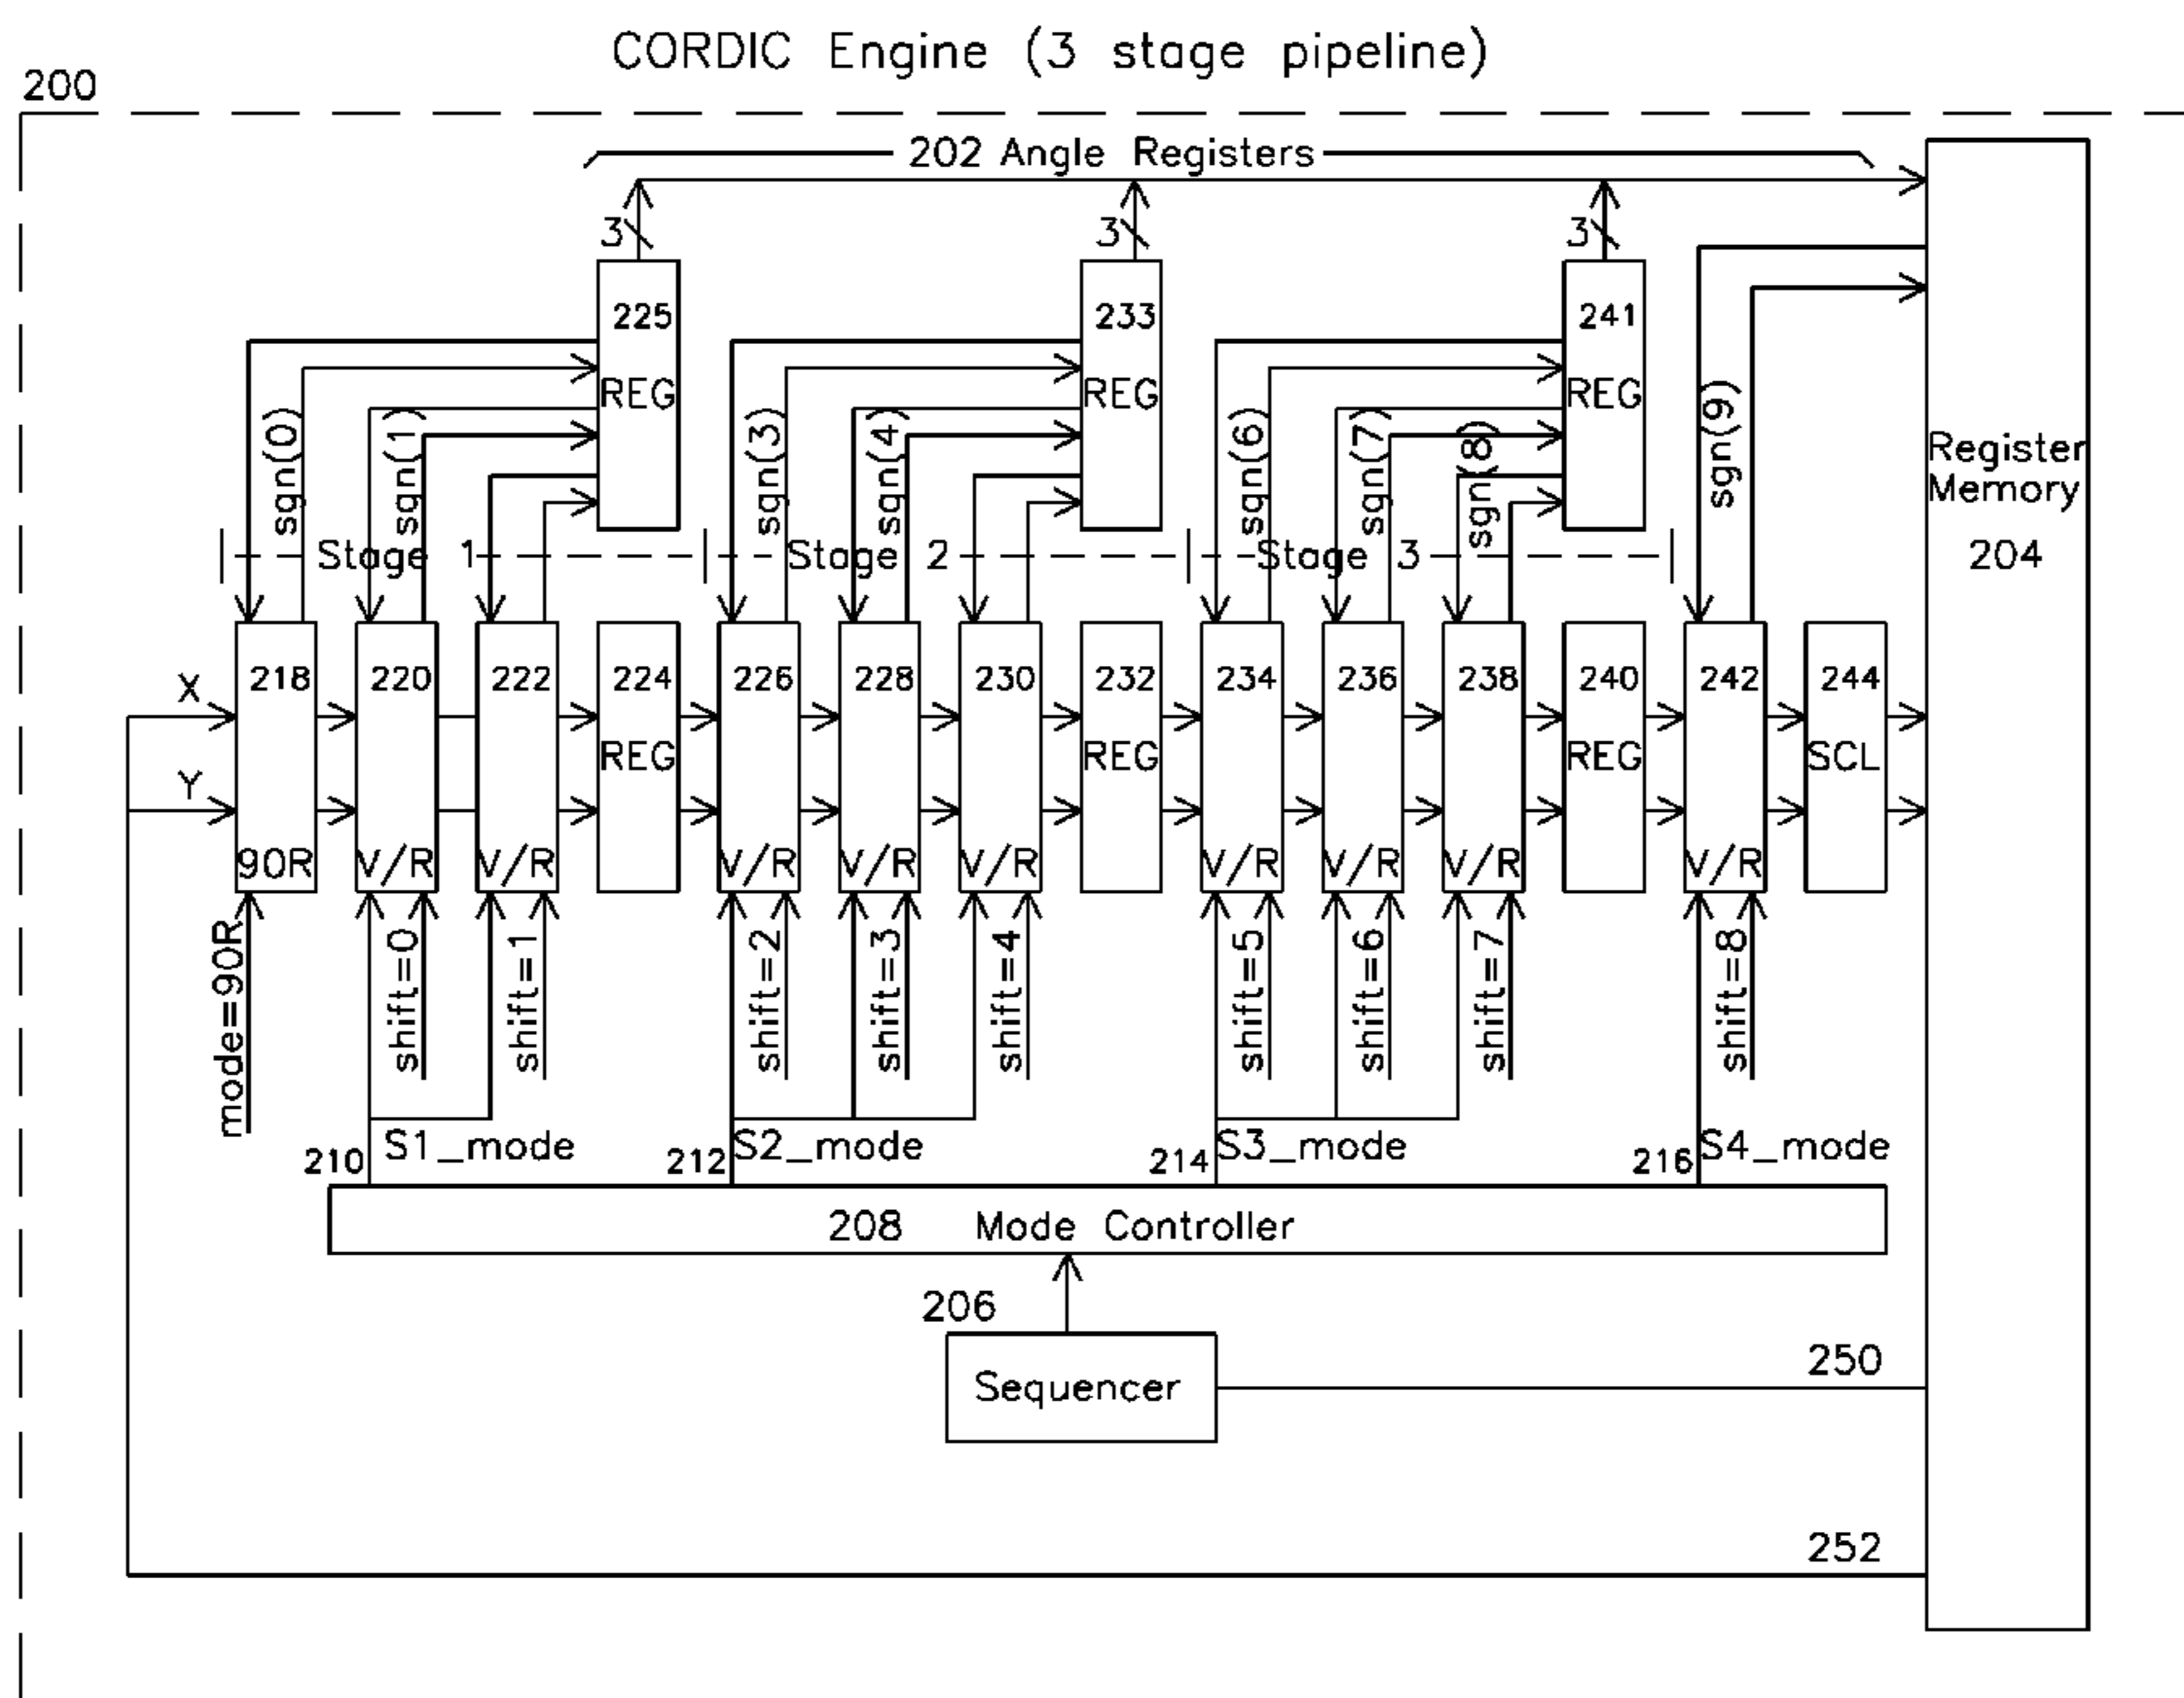 CORDIC Engine (3 stage pipeline)
200
202 Angle Registers
3 3 3
225 233 241
REG REG REG
sgn(0) sgn(1) sgn(3) sgn(4) sgn(6) sgn(7) sgn(8) sgn(9)
Register
Memory
204
Stage 1 Stage 2 Stage 3
218 220 222 224 226 228 230 232 234 236 238 240 242 244
X
REG REG REG SCL
Y
90R V/R V/R V/R V/R V/R V/R V/R V/R V/R
mode=90R shift=0 shift=1 shift=2 shift=3 shift=4 shift=5 shift=6 shift=7 shift=8
210 S1_mode 212 S2_mode 214 S3_mode 216 S4_mode
208 Mode Controller
206
Sequencer
250
252